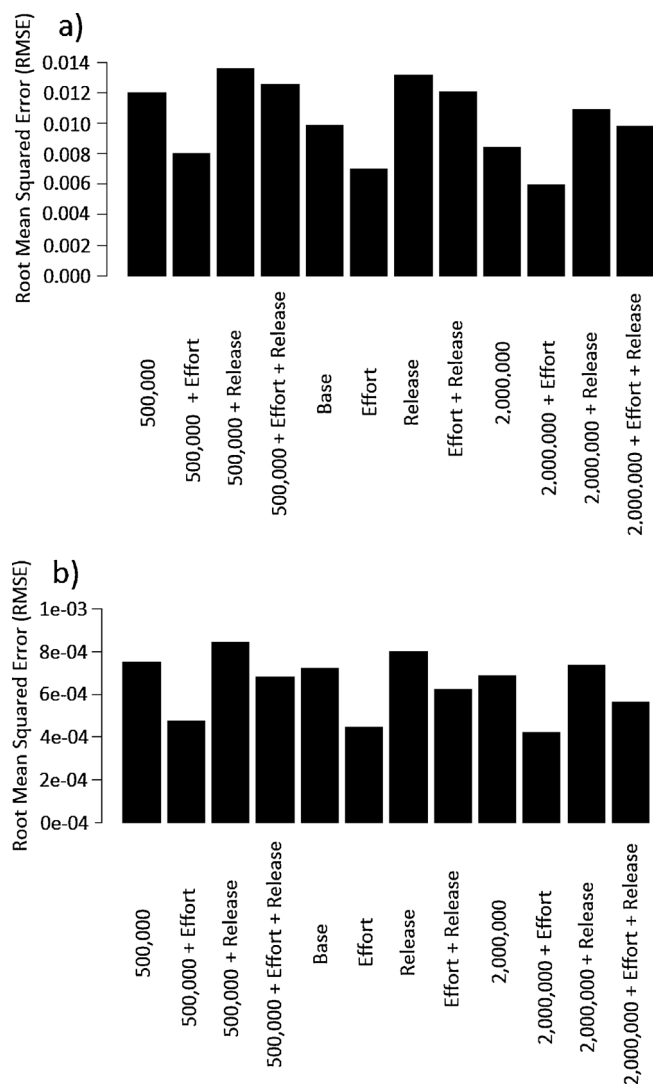 a)
Root Mean Squared Error (RMSE)
0.014
0.012
0.010
0.008
0.006
0.004
0.002
0.000
500,000
500,000 + Effort
500,000 + Release
500,000 + Effort + Release
Base
Effort
Release
Effort + Release
2,000,000
2,000,000 + Effort
2,000,000 + Release
2,000,000 + Effort + Release
b)
Root Mean Squared Error (RMSE)
1e-03
8e-04
6e-04
4e-04
2e-04
0e-04
500,000
500,000 + Effort
500,000 + Release
500,000 + Effort + Release
Base
Effort
Release
Effort + Release
2,000,000
2,000,000 + Effort
2,000,000 + Release
2,000,000 + Effort + Release